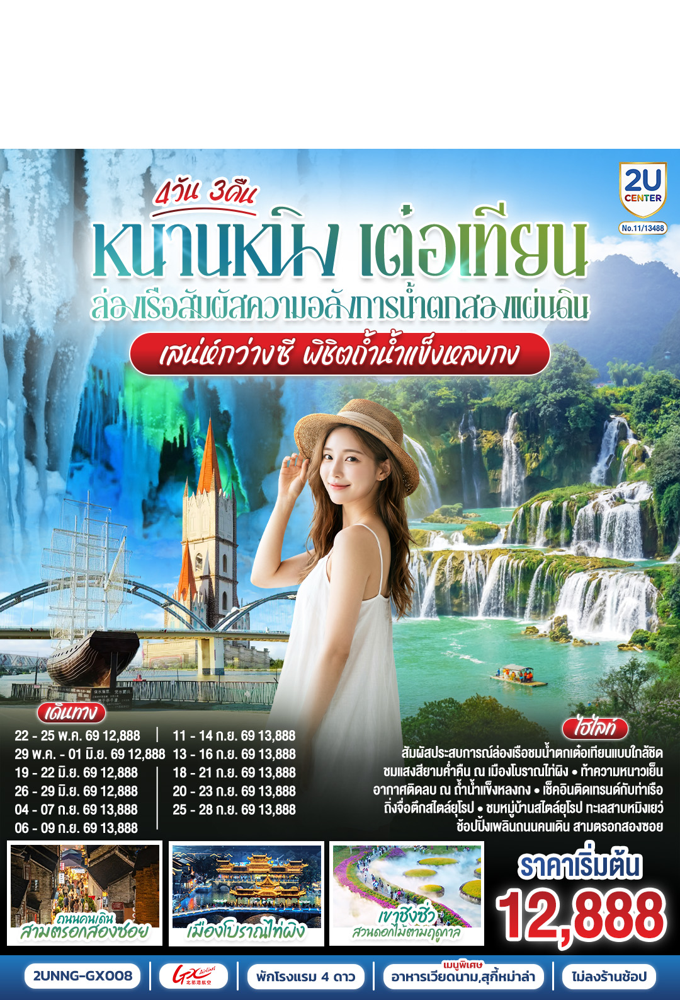 2U
CENTER
No.11/13488
4วัน 3คืน
หนานหนิง เต๋อเทียน
ล่องเรือสัมผัสความอลังการน้ำตกสองแผ่นดิน
เสน่ห์กว่างซี พิชิตถ้ำน้ำแข็งหลงกง
เดินทาง
22 - 25 พ.ค. 69 12,888
29 พ.ค. - 01 มิ.ย. 69 12,888
19 - 22 มิ.ย. 69 12,888
26 - 29 มิ.ย. 69 12,888
04 - 07 ก.ย. 69 13,888
06 - 09 ก.ย. 69 13,888
11 - 14 ก.ย. 69 13,888
13 - 16 ก.ย. 69 13,888
18 - 21 ก.ย. 69 13,888
20 - 23 ก.ย. 69 13,888
25 - 28 ก.ย. 69 13,888
ไฮไลท์
สัมผัสประสบการณ์ล่องเรือชมน้ำตกเต๋อเทียนแบบใกล้ชิด
ชมแสงสียามค่ำคืน ณ เมืองโบราณไท่ผิง • ท้าความหนาวเย็น
อากาศติดลบ ณ ถ้ำน้ำแข็งหลงกง • เช็คอินติดเทรนด์กับท่าเรือ
ถิ่งจื่อตึกสไตล์ยุโรป • ชมหมู่บ้านสไตล์ยุโรป ทะเลสาบหมิงเยว่
ช้อปปิ้งเพลินถนนคนเดิน สามตรอกสองซอย
ถนนคนเดิน
สามตรอกสองซอย
เมืองโบราณไท่ผิง
เขาชิงซิ่ว
สวนดอกไม้ตามฤดูกาล
ราคาเริ่มต้น
12,888
2UNNG-GX008
GX Airlines
北部湾航空
พักโรงแรม 4 ดาว
เมนูพิเศษ
อาหารเวียดนาม,สุกี้หม่าล่า
ไม่ลงร้านช้อป